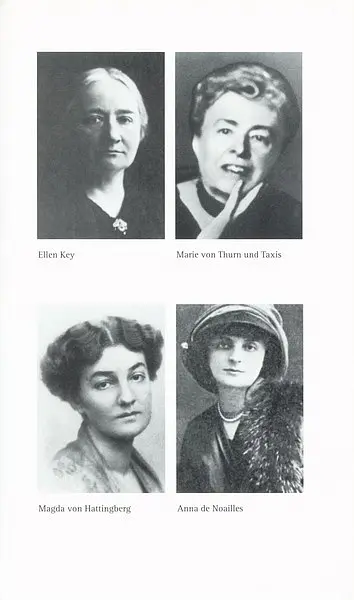 Ellen Key
Marie von Thurn und Taxis
Magda von Hattingberg
Anna de Noailles